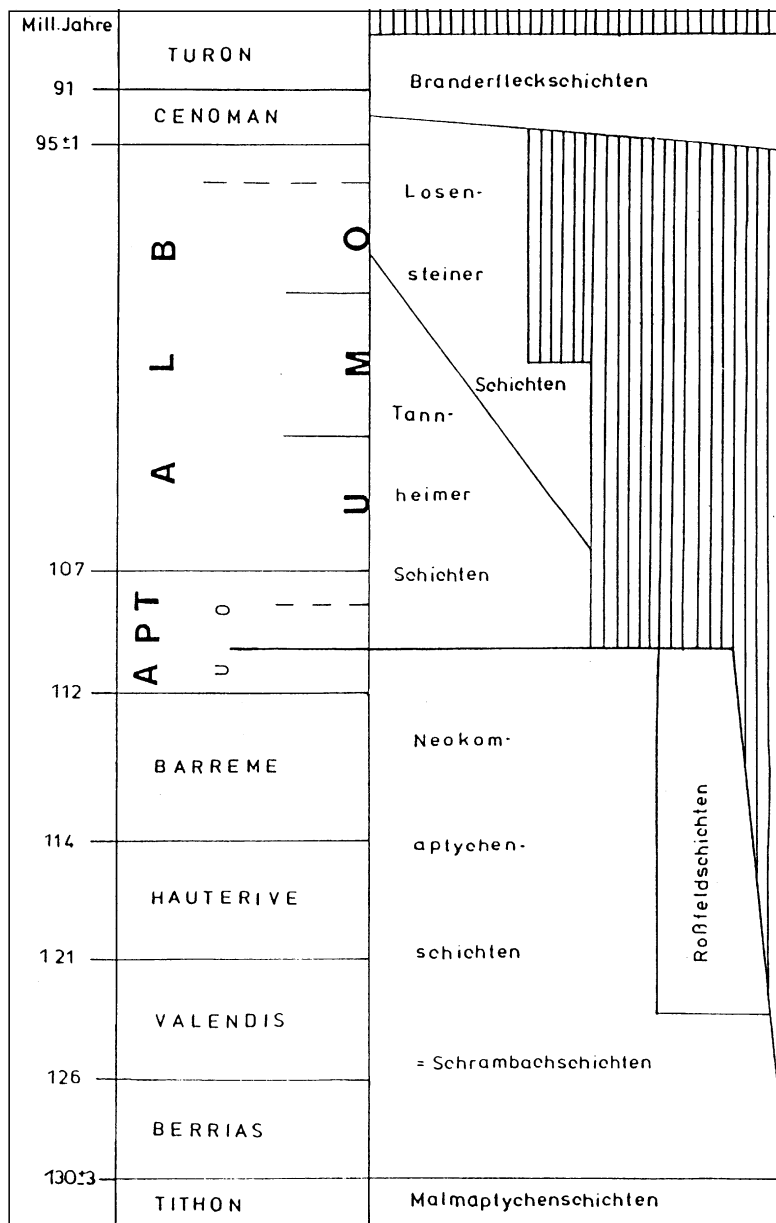 Mill.Jahre
TURON
Branderfleckschichten
91
CENOMAN
95±1
Losen-
steiner
Schichten
ALB
O
M
U
Tann-
heimer
Schichten
107
APT
O
U
112
Neokom-
BARREME
Roßfeldschichten
114
aptychen-
HAUTERIVE
schichten
121
VALENDIS
= Schrambachschichten
126
BERRIAS
130±3
TITHON
Malmaptychenschichten